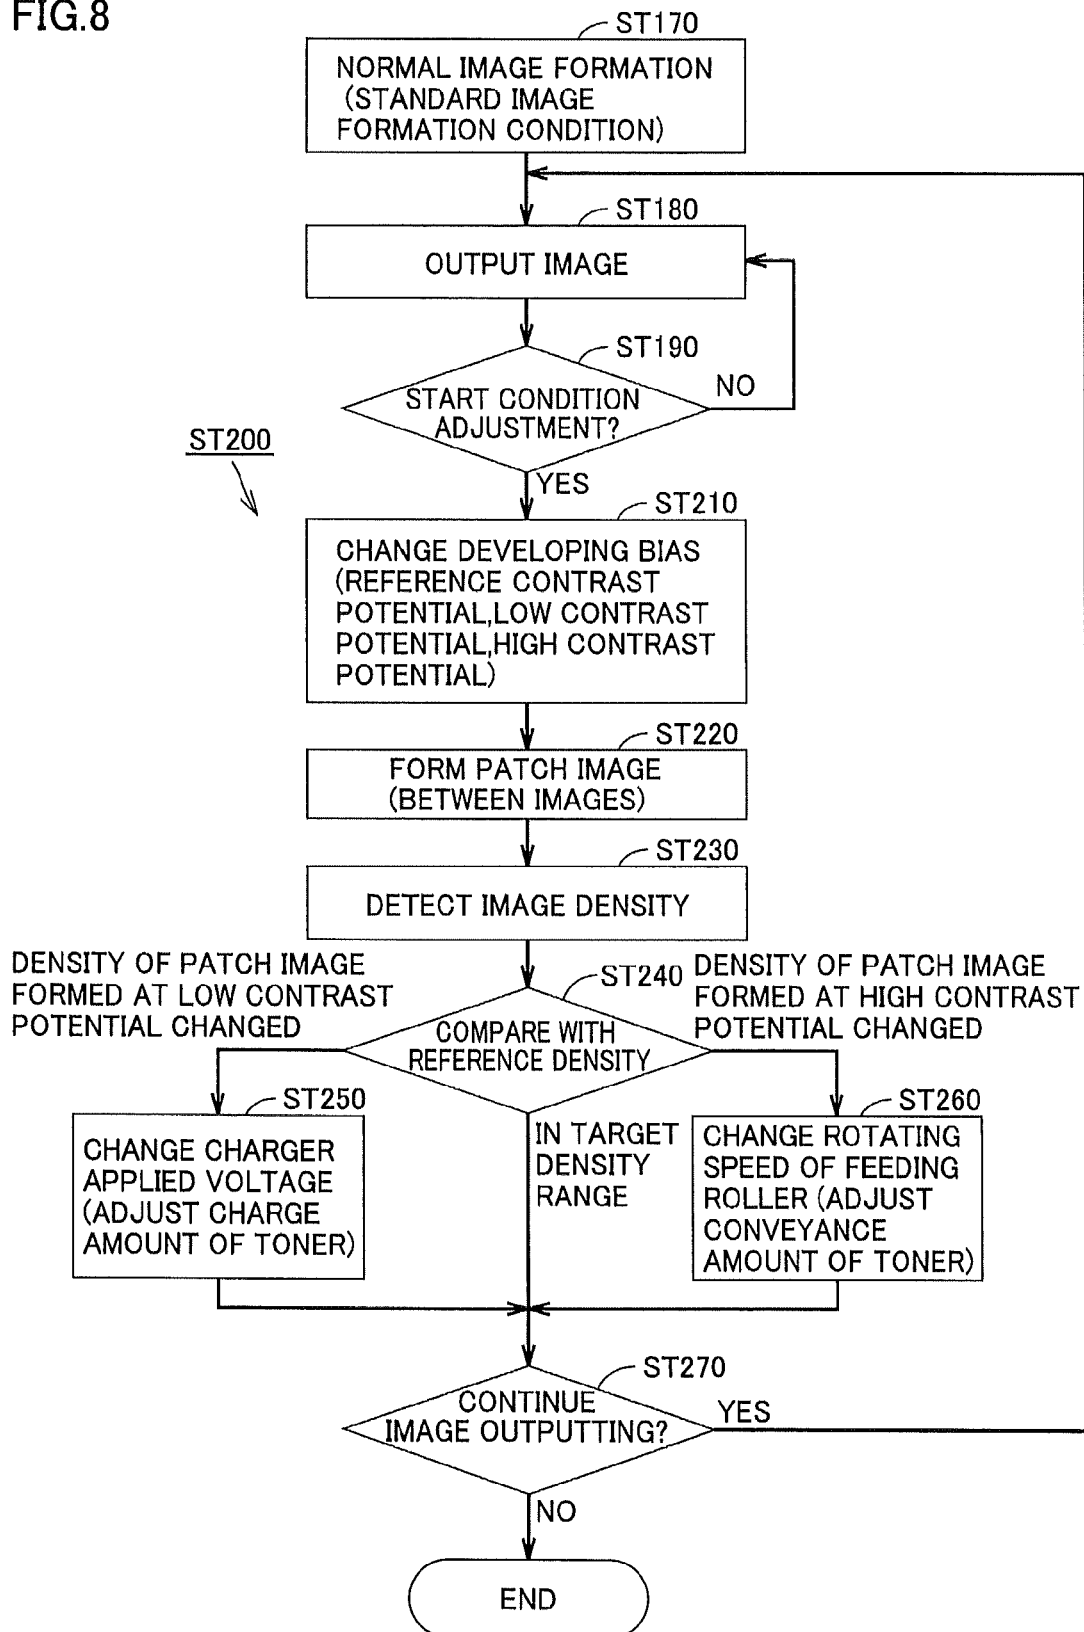 FIG.8
ST170
NORMAL IMAGE FORMATION
(STANDARD IMAGE
FORMATION CONDITION)
ST180
OUTPUT IMAGE
ST190
START CONDITION
ADJUSTMENT?
NO
ST200
YES
ST210
CHANGE DEVELOPING BIAS
(REFERENCE CONTRAST
POTENTIAL,LOW CONTRAST
POTENTIAL,HIGH CONTRAST
POTENTIAL)
ST220
FORM PATCH IMAGE
(BETWEEN IMAGES)
ST230
DETECT IMAGE DENSITY
DENSITY OF PATCH IMAGE
FORMED AT LOW CONTRAST
POTENTIAL CHANGED
ST240
COMPARE WITH
REFERENCE DENSITY
DENSITY OF PATCH IMAGE
FORMED AT HIGH CONTRAST
POTENTIAL CHANGED
ST250
CHANGE CHARGER
APPLIED VOLTAGE
(ADJUST CHARGE
AMOUNT OF TONER)
IN TARGET
DENSITY
RANGE
ST260
CHANGE ROTATING
SPEED OF FEEDING
ROLLER (ADJUST
CONVEYANCE
AMOUNT OF TONER)
ST270
CONTINUE
IMAGE OUTPUTTING?
YES
NO
END